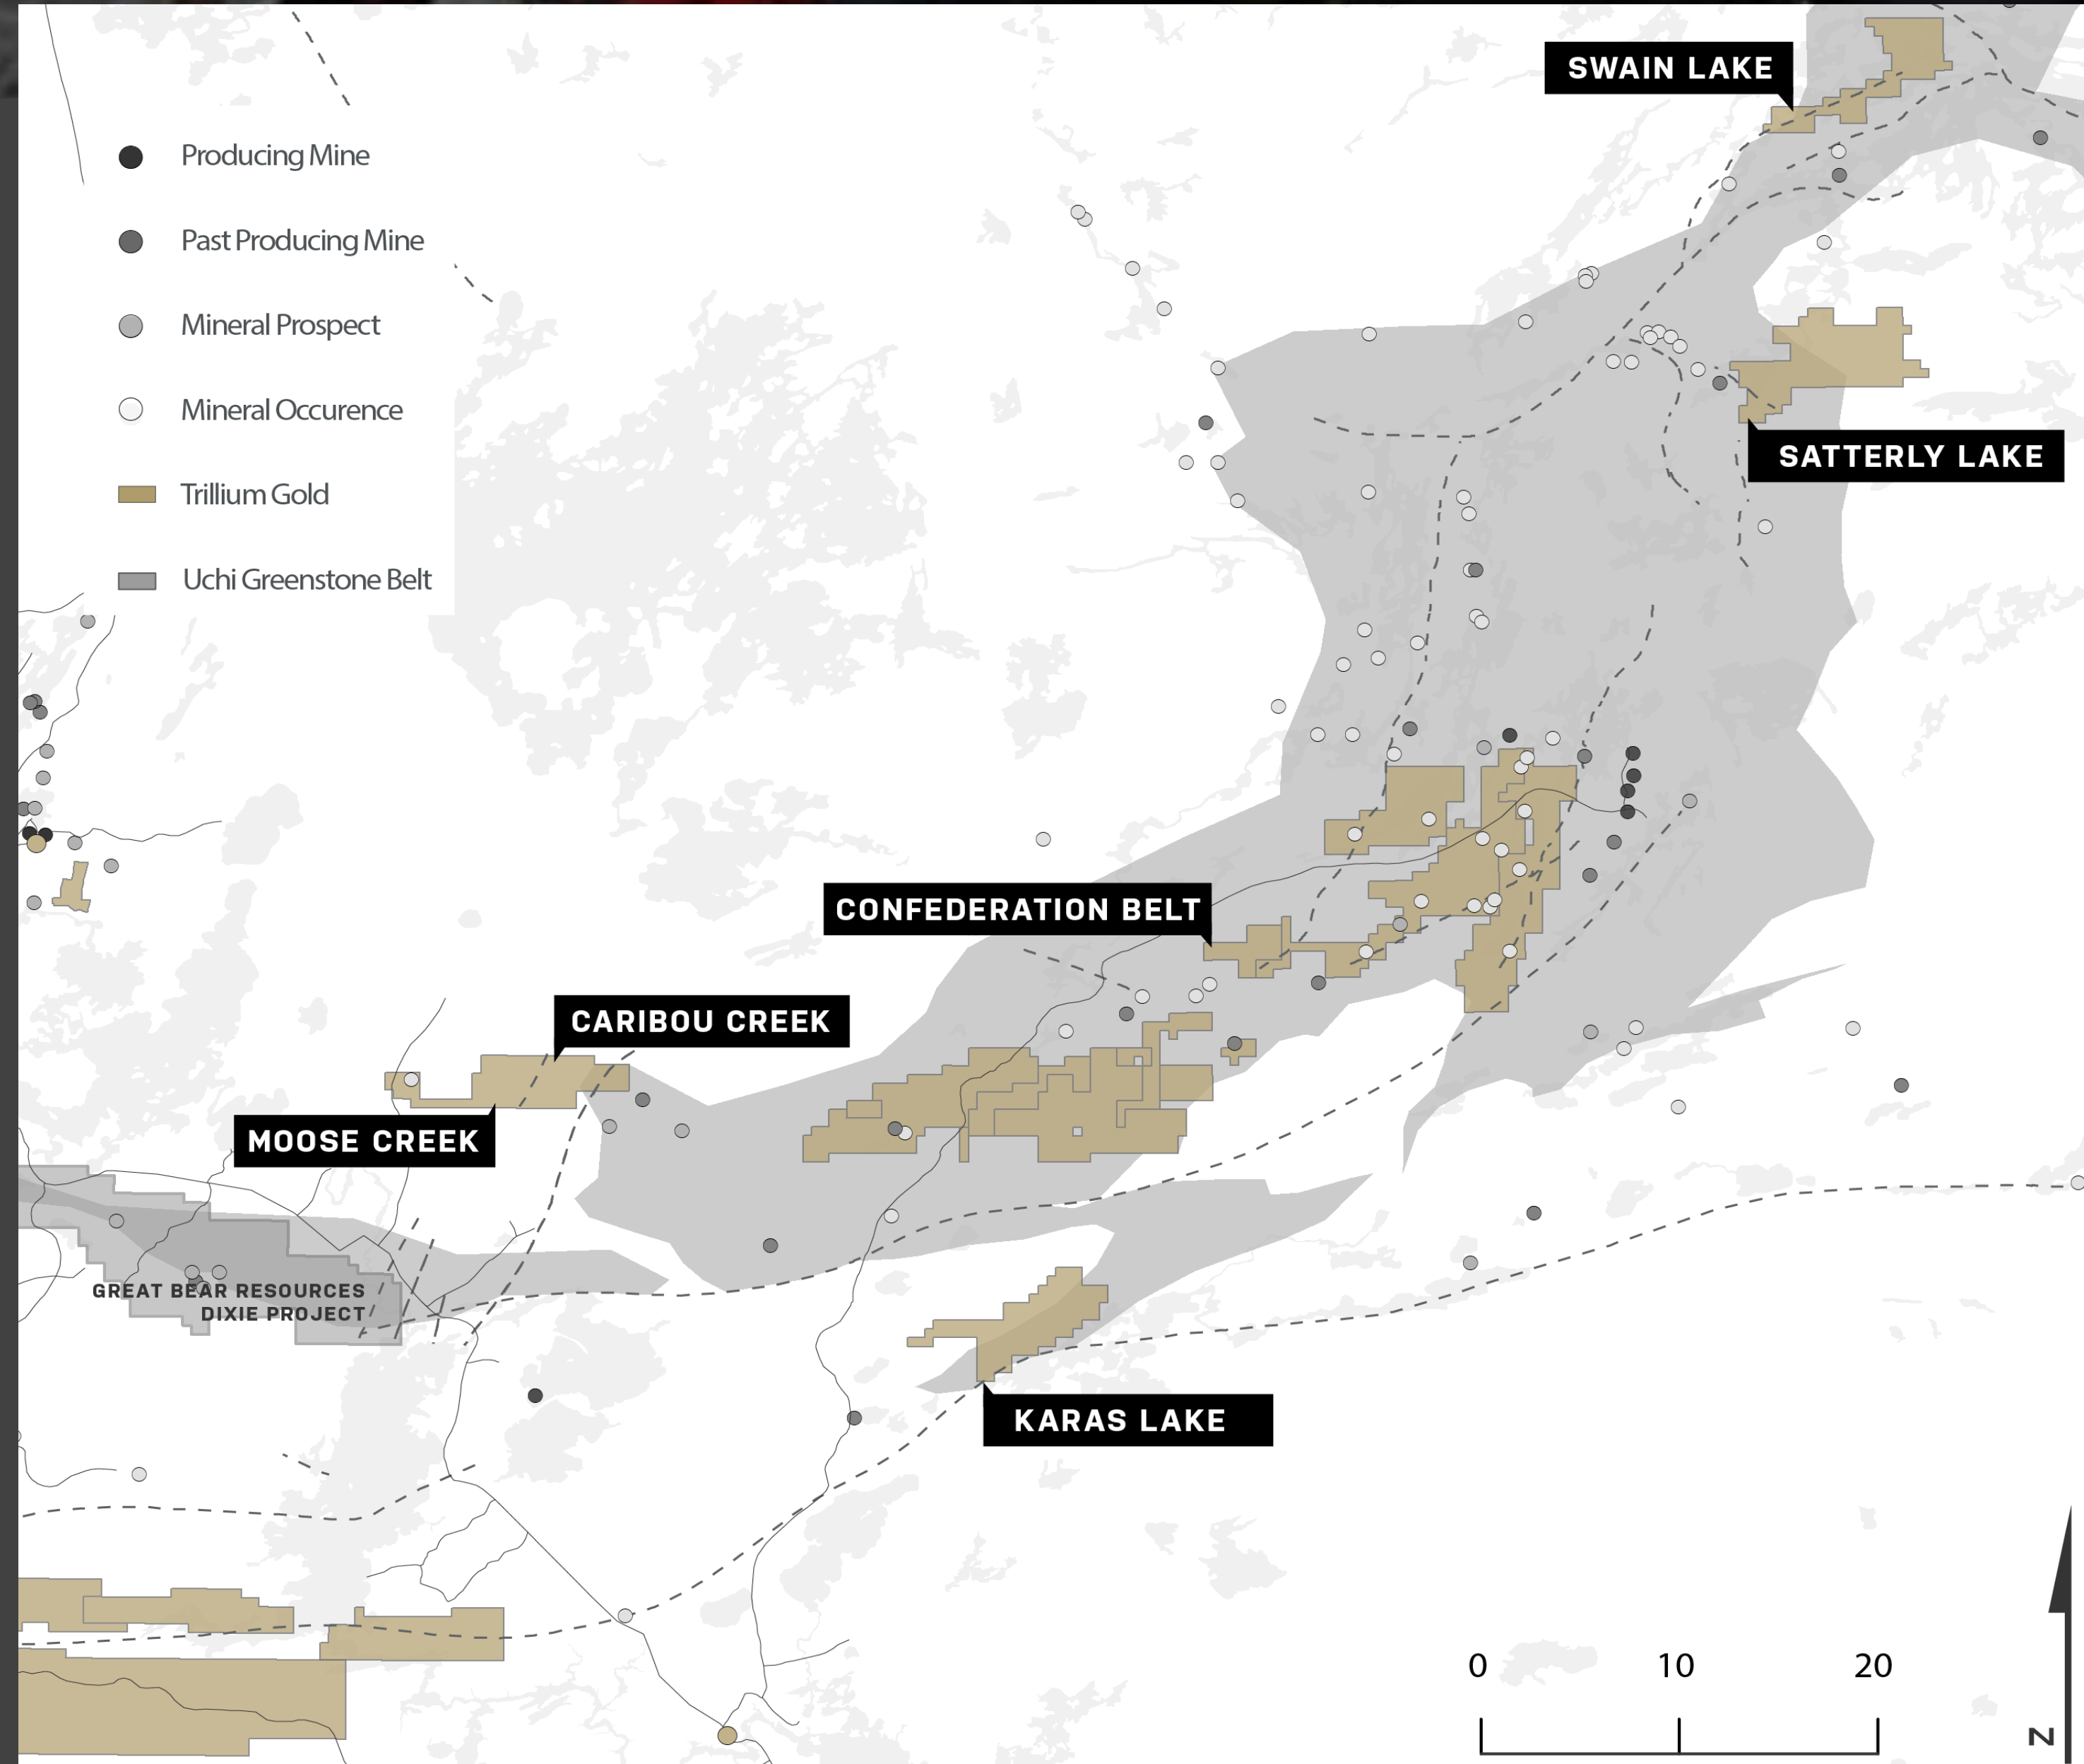 SWAIN LAKE
Producing Mine
Past Producing Mine
Mineral Prospect
Mineral Occurence
Trillium Gold
Uchi Greenstone Belt
SATTERLY LAKE
CONFEDERATION BELT
CARIBOU CREEK
MOOSE CREEK
GREAT BEAR RESOURCES
DIXIE PROJECT
KARAS LAKE
0 10 20
N